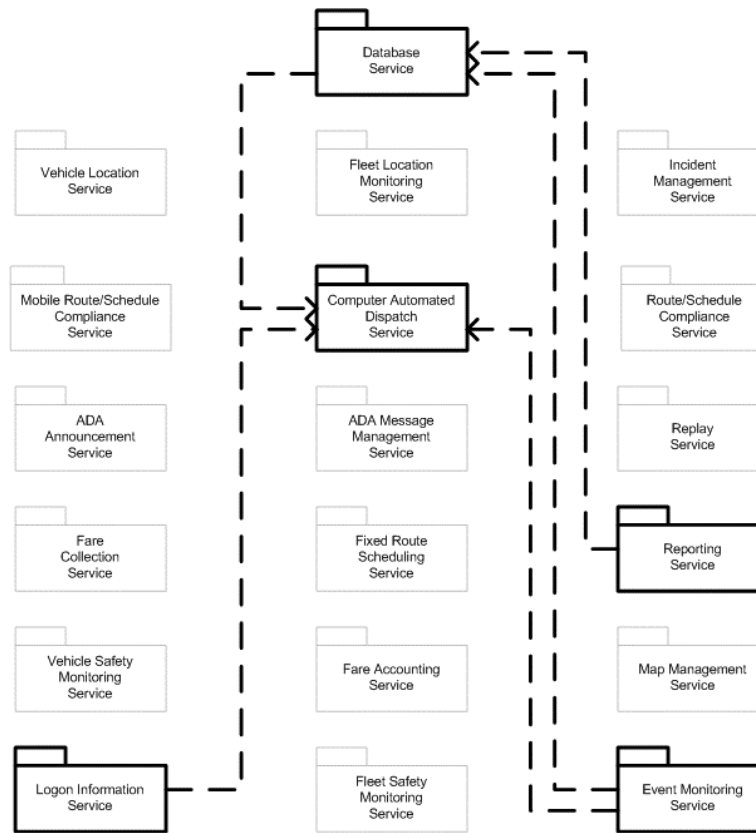 Database
Service
Vehicle Location
Service
Fleet Location
Monitoring
Service
Incident
Management
Service
Mobile Route/Schedule
Compliance
Service
Computer Automated
Dispatch
Service
Route/Schedule
Compliance
Service
ADA
Announcement
Service
ADA Message
Management
Service
Replay
Service
Fare
Collection
Service
Fixed Route
Scheduling
Service
Reporting
Service
Vehicle Safety
Monitoring
Service
Fare Accounting
Service
Map Management
Service
Logon Information
Service
Fleet Safety
Monitoring
Service
Event Monitoring
Service